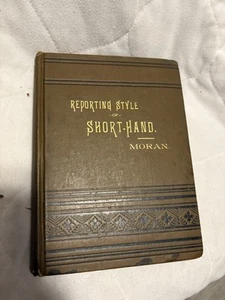 REPORTING STYLE
OF
SHORT-HAND.
MORAN.